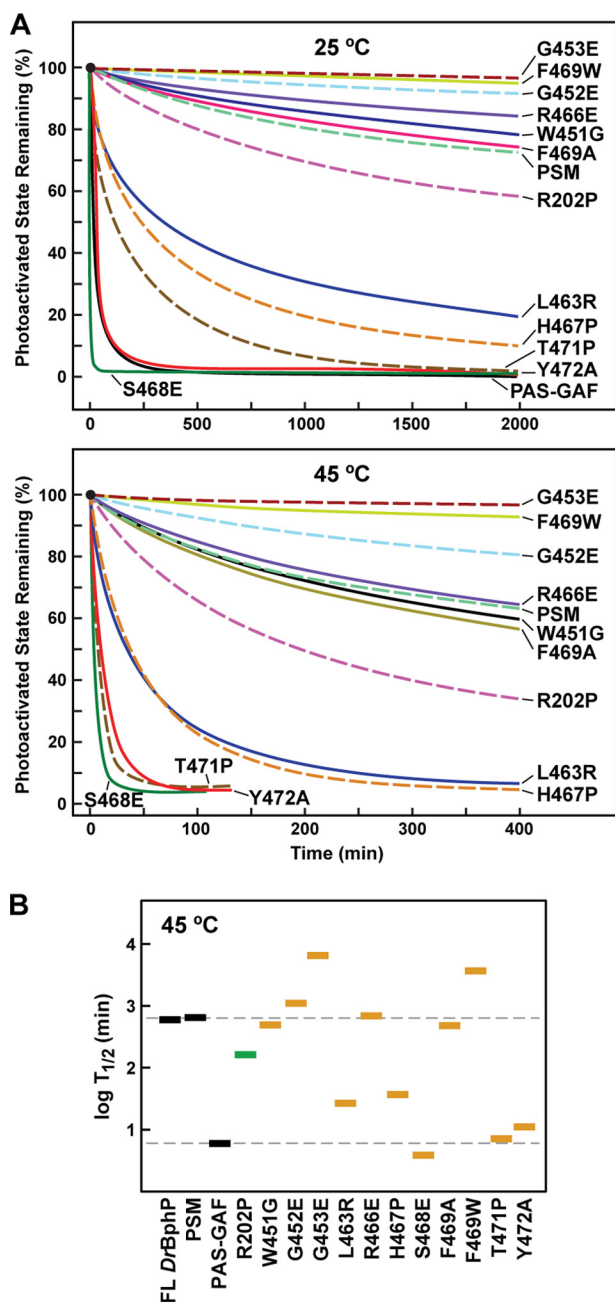 A
25 ºC
Photoactivated State Remaining (%)
100
80
60
40
20
0
G453E
F469W
G452E
R466E
W451G
F469A
PSM
R202P
L463R
H467P
T471P
Y472A
PAS-GAF
S468E
0 500 1000 1500 2000
45 ºC
Photoactivated State Remaining (%)
100
80
60
40
20
0
G453E
F469W
G452E
R466E
PSM
W451G
F469A
R202P
L463R
H467P
T471P
S468E
Y472A
0 100 200 300 400
Time (min)
B
45 ºC
log T1/2 (min)
4
3
2
1
FL DrBphP
PSM
PAS-GAF
R202P
W451G
G452E
G453E
L463R
R466E
H467P
S468E
F469A
F469W
T471P
Y472A